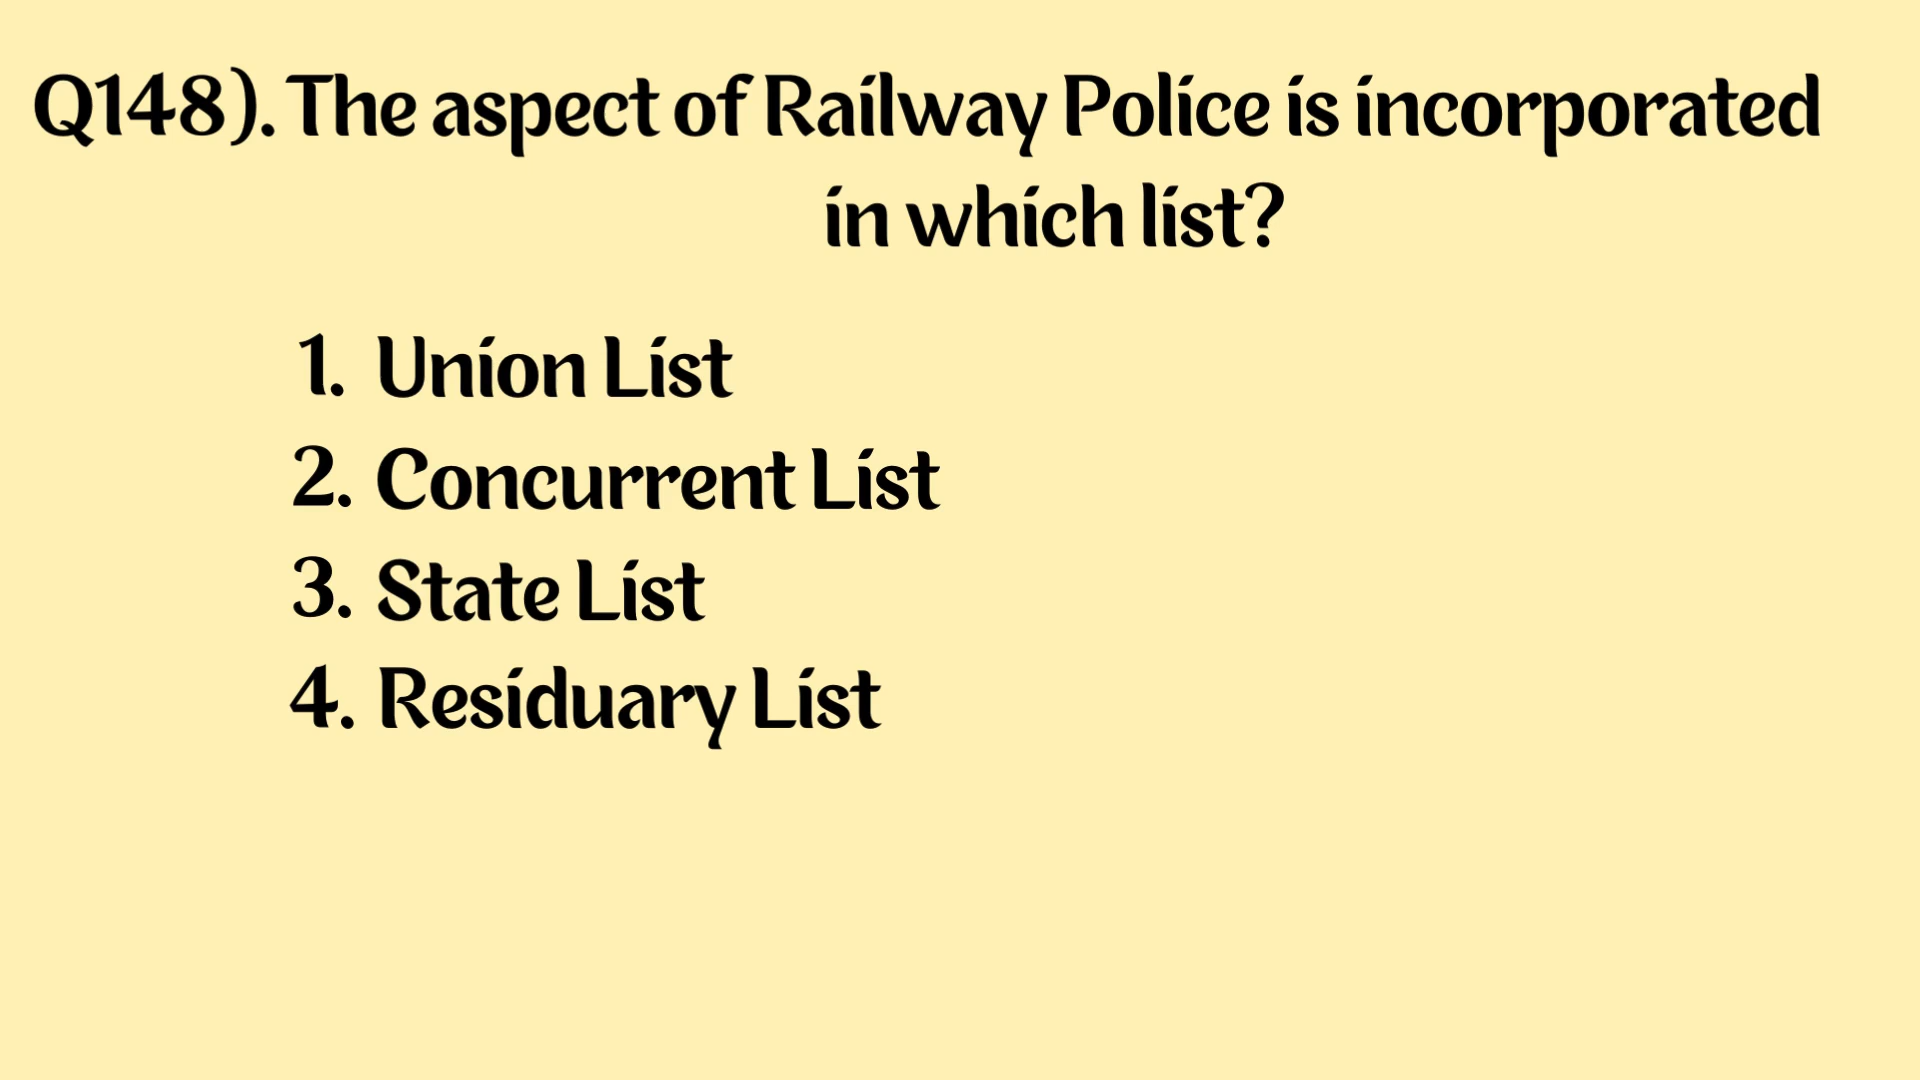 Q148). The aspect of Railway Police is incorporated
in which list?
1. Union List
2. Concurrent List
3. State List
4. Residuary List